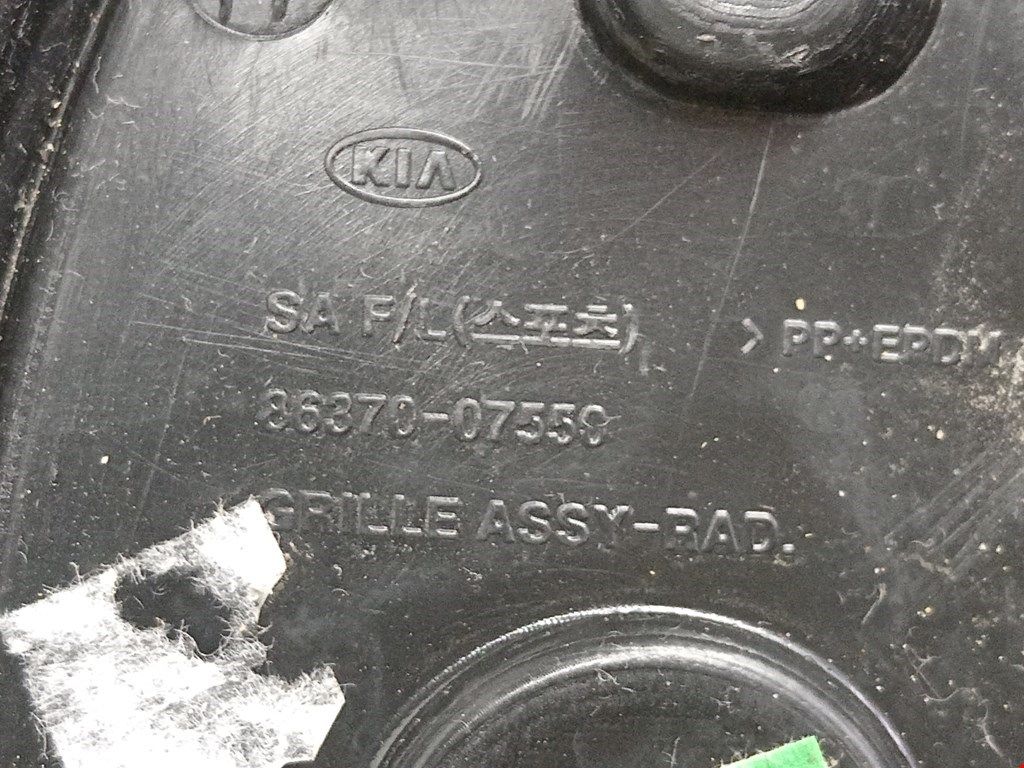 KIA
SA F/L(스포츠)
> PP+EPDM
86370-07550
GRILLE ASSY-RAD.